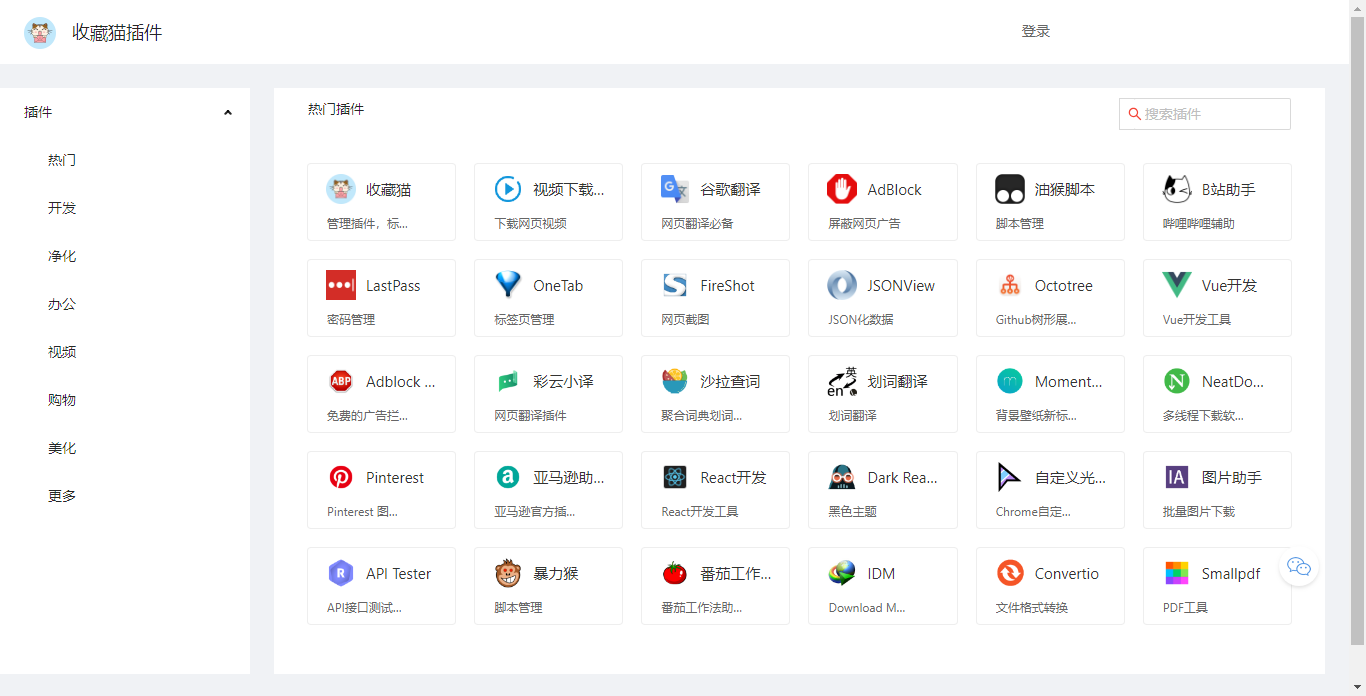 收藏猫插件
登录
插件
热门
开发
净化
办公
视频
购物
美化
更多
热门插件
搜索插件
收藏猫
管理插件，标...
视频下载...
下载网页视频
谷歌翻译
网页翻译必备
AdBlock
屏蔽网页广告
油猴脚本
脚本管理
B站助手
哔哩哔哩辅助
LastPass
密码管理
OneTab
标签页管理
FireShot
网页截图
JSONView
JSON化数据
Octotree
Github树形展...
Vue开发
Vue开发工具
ABP
Adblock ...
免费的广告拦...
彩云小译
网页翻译插件
沙拉查词
聚合词典划词...
en 英
划词翻译
划词翻译
m
Moment...
背景壁纸新标...
N
NeatDo...
多线程下载软...
Pinterest
Pinterest 图...
a
亚马逊助...
亚马逊官方插...
React开发
React开发工具
Dark Rea...
黑色主题
自定义光...
Chrome自定...
IA
图片助手
批量图片下载
R
API Tester
API接口测试...
暴力猴
脚本管理
番茄工作...
番茄工作法助...
IDM
Download M...
Convertio
文件格式转换
Smallpdf
PDF工具